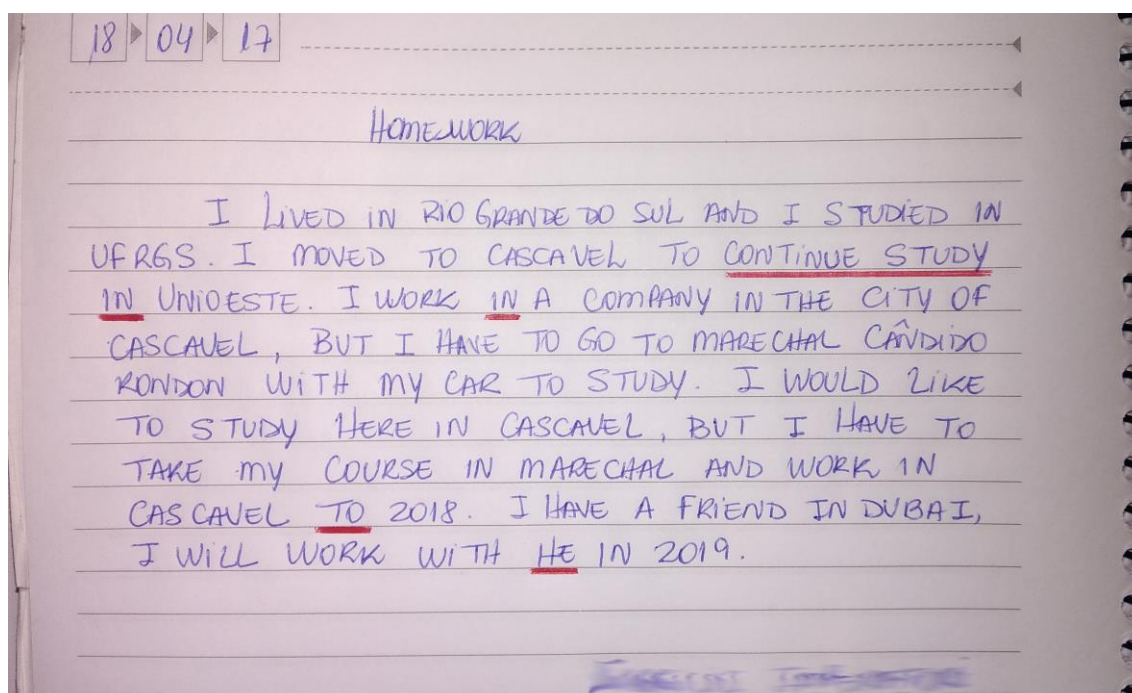 18 04 17
HOMEWORK
I LIVED IN RIO GRANDE DO SUL AND I STUDIED IN
UFRGS. I MOVED TO CASCAVEL TO CONTINUE STUDY
IN UNIOESTE. I WORK IN A COMPANY IN THE CITY OF
CASCAVEL, BUT I HAVE TO GO TO MARECHAL CÂNDIDO
RONDON WITH MY CAR TO STUDY. I WOULD LIKE
TO STUDY HERE IN CASCAVEL, BUT I HAVE TO
TAKE MY COURSE IN MARECHAL AND WORK IN
CASCAVEL TO 2018. I HAVE A FRIEND IN DUBAI,
I WILL WORK WITH HE IN 2019.